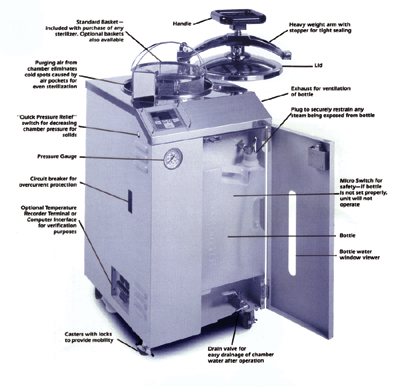 Standard Basket—
included with purchase of any
sterilizer. Optional baskets
also available
Handle
Heavy weight arm with
stopper for tight sealing
Lid
Purging air from
chamber eliminates
cold spots caused by
air pockets for
even sterilization
Exhaust for ventilation
of bottle
Plug to securely restrain any
steam being exposed from bottle
"Quick Pressure Relief"
switch for decreasing
chamber pressure for
solids
Pressure Gauge
Micro Switch for
safety—if bottle
is not set properly,
unit will not
operate
Circuit breaker for
overcurrent protection
Optional Temperature
Recorder Terminal or
Computer Interface
for verification
purposes
Bottle
Bottle water
window viewer
Casters with locks
to provide mobility
Drain valve for
easy drainage of chamber
water after operation